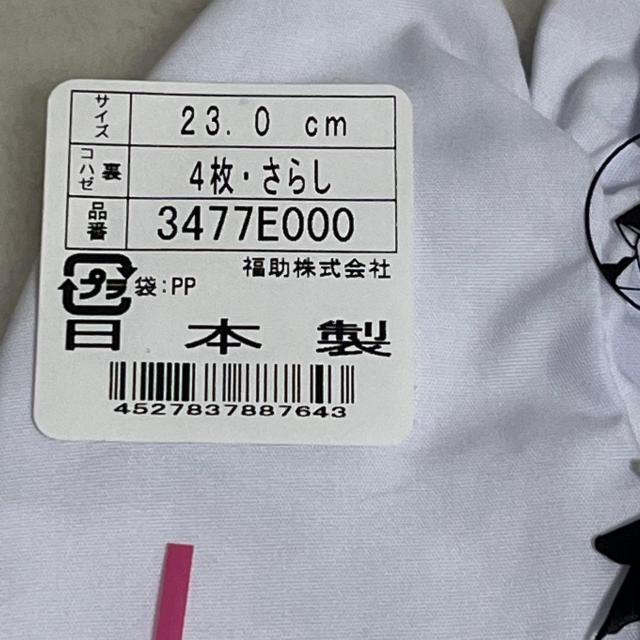 サイズ 23.0 cm
コハゼ 裏 4枚・さらし
品番 3477E000
福助株式会社
プラ 袋:PP
日本製
4527837887643